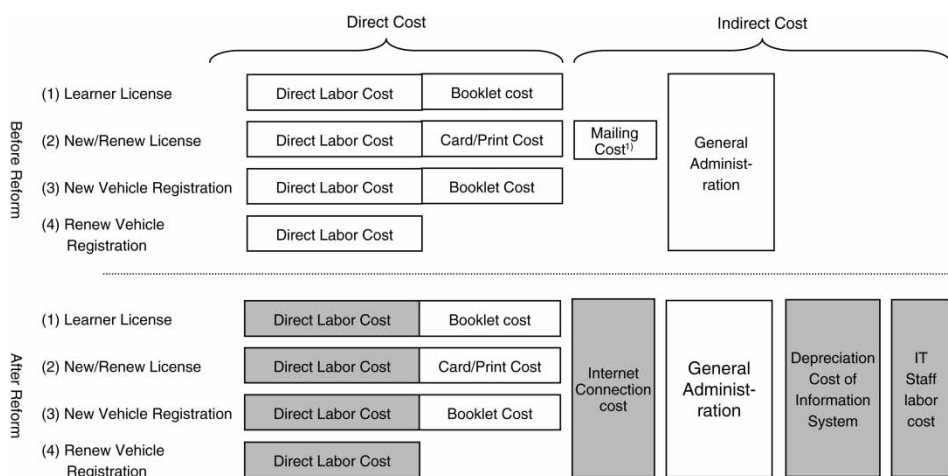 Direct Cost Indirect Cost
Before Reform
(1) Learner License Direct Labor Cost Booklet cost
(2) New/Renew License Direct Labor Cost Card/Print Cost Mailing
Cost1)
General
Administ-
ration
(3) New Vehicle Registration Direct Labor Cost Booklet Cost
(4) Renew Vehicle
Registration
Direct Labor Cost
After Reform
(1) Learner License Direct Labor Cost Booklet cost
(2) New/Renew License Direct Labor Cost Card/Print Cost
(3) New Vehicle Registration Direct Labor Cost Booklet Cost
(4) Renew Vehicle
Registration
Direct Labor Cost
Internet
Connection
cost
General
Administ-
ration
Depreciation
Cost of
Information
System
IT
Staff
labor
cost